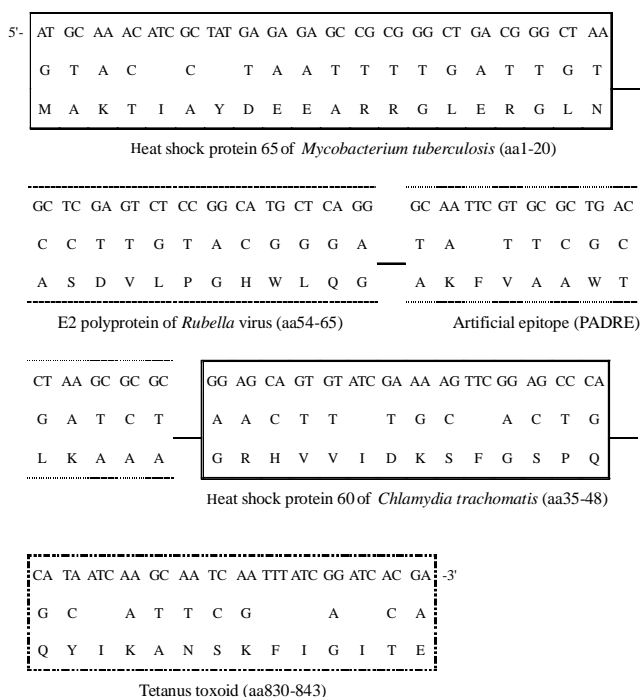 5'- AT GC AA AC ATC GC TAT GA GA GA GC CG CG GG CT GA CG GG CT AA
G T A C C T A A T T T T G A T T G T
M A K T I A Y D E E A R R G L E R G L N
Heat shock protein 65 of Mycobacterium tuberculosis (aa1-20)
GC TC GA GT CT CC GG CA TG CT CA GG GC AA TTC GT GC GC TG AC
C C T T G T A C G G G A T A T T C G C
A S D V L P G H W L Q G A K F V A A W T
E2 polyprotein of Rubella virus (aa54-65) Artificial epitope (PADRE)
CT AA GC GC GC GG AG CA GT GT ATC GA AA AG TTC GG AG CC CA
G A T C T A A C T T T G C A C T G
L K A A A G R H V V I D K S F G S P Q
Heat shock protein 60 of Chlamydia trachomatis (aa35-48)
CA TA ATC AA GC AA TC AA TTT ATC GG ATC AC GA -3'
G C A T T C G A C A
Q Y I K A N S K F I G I T E
Tetanus toxoid (aa830-843)